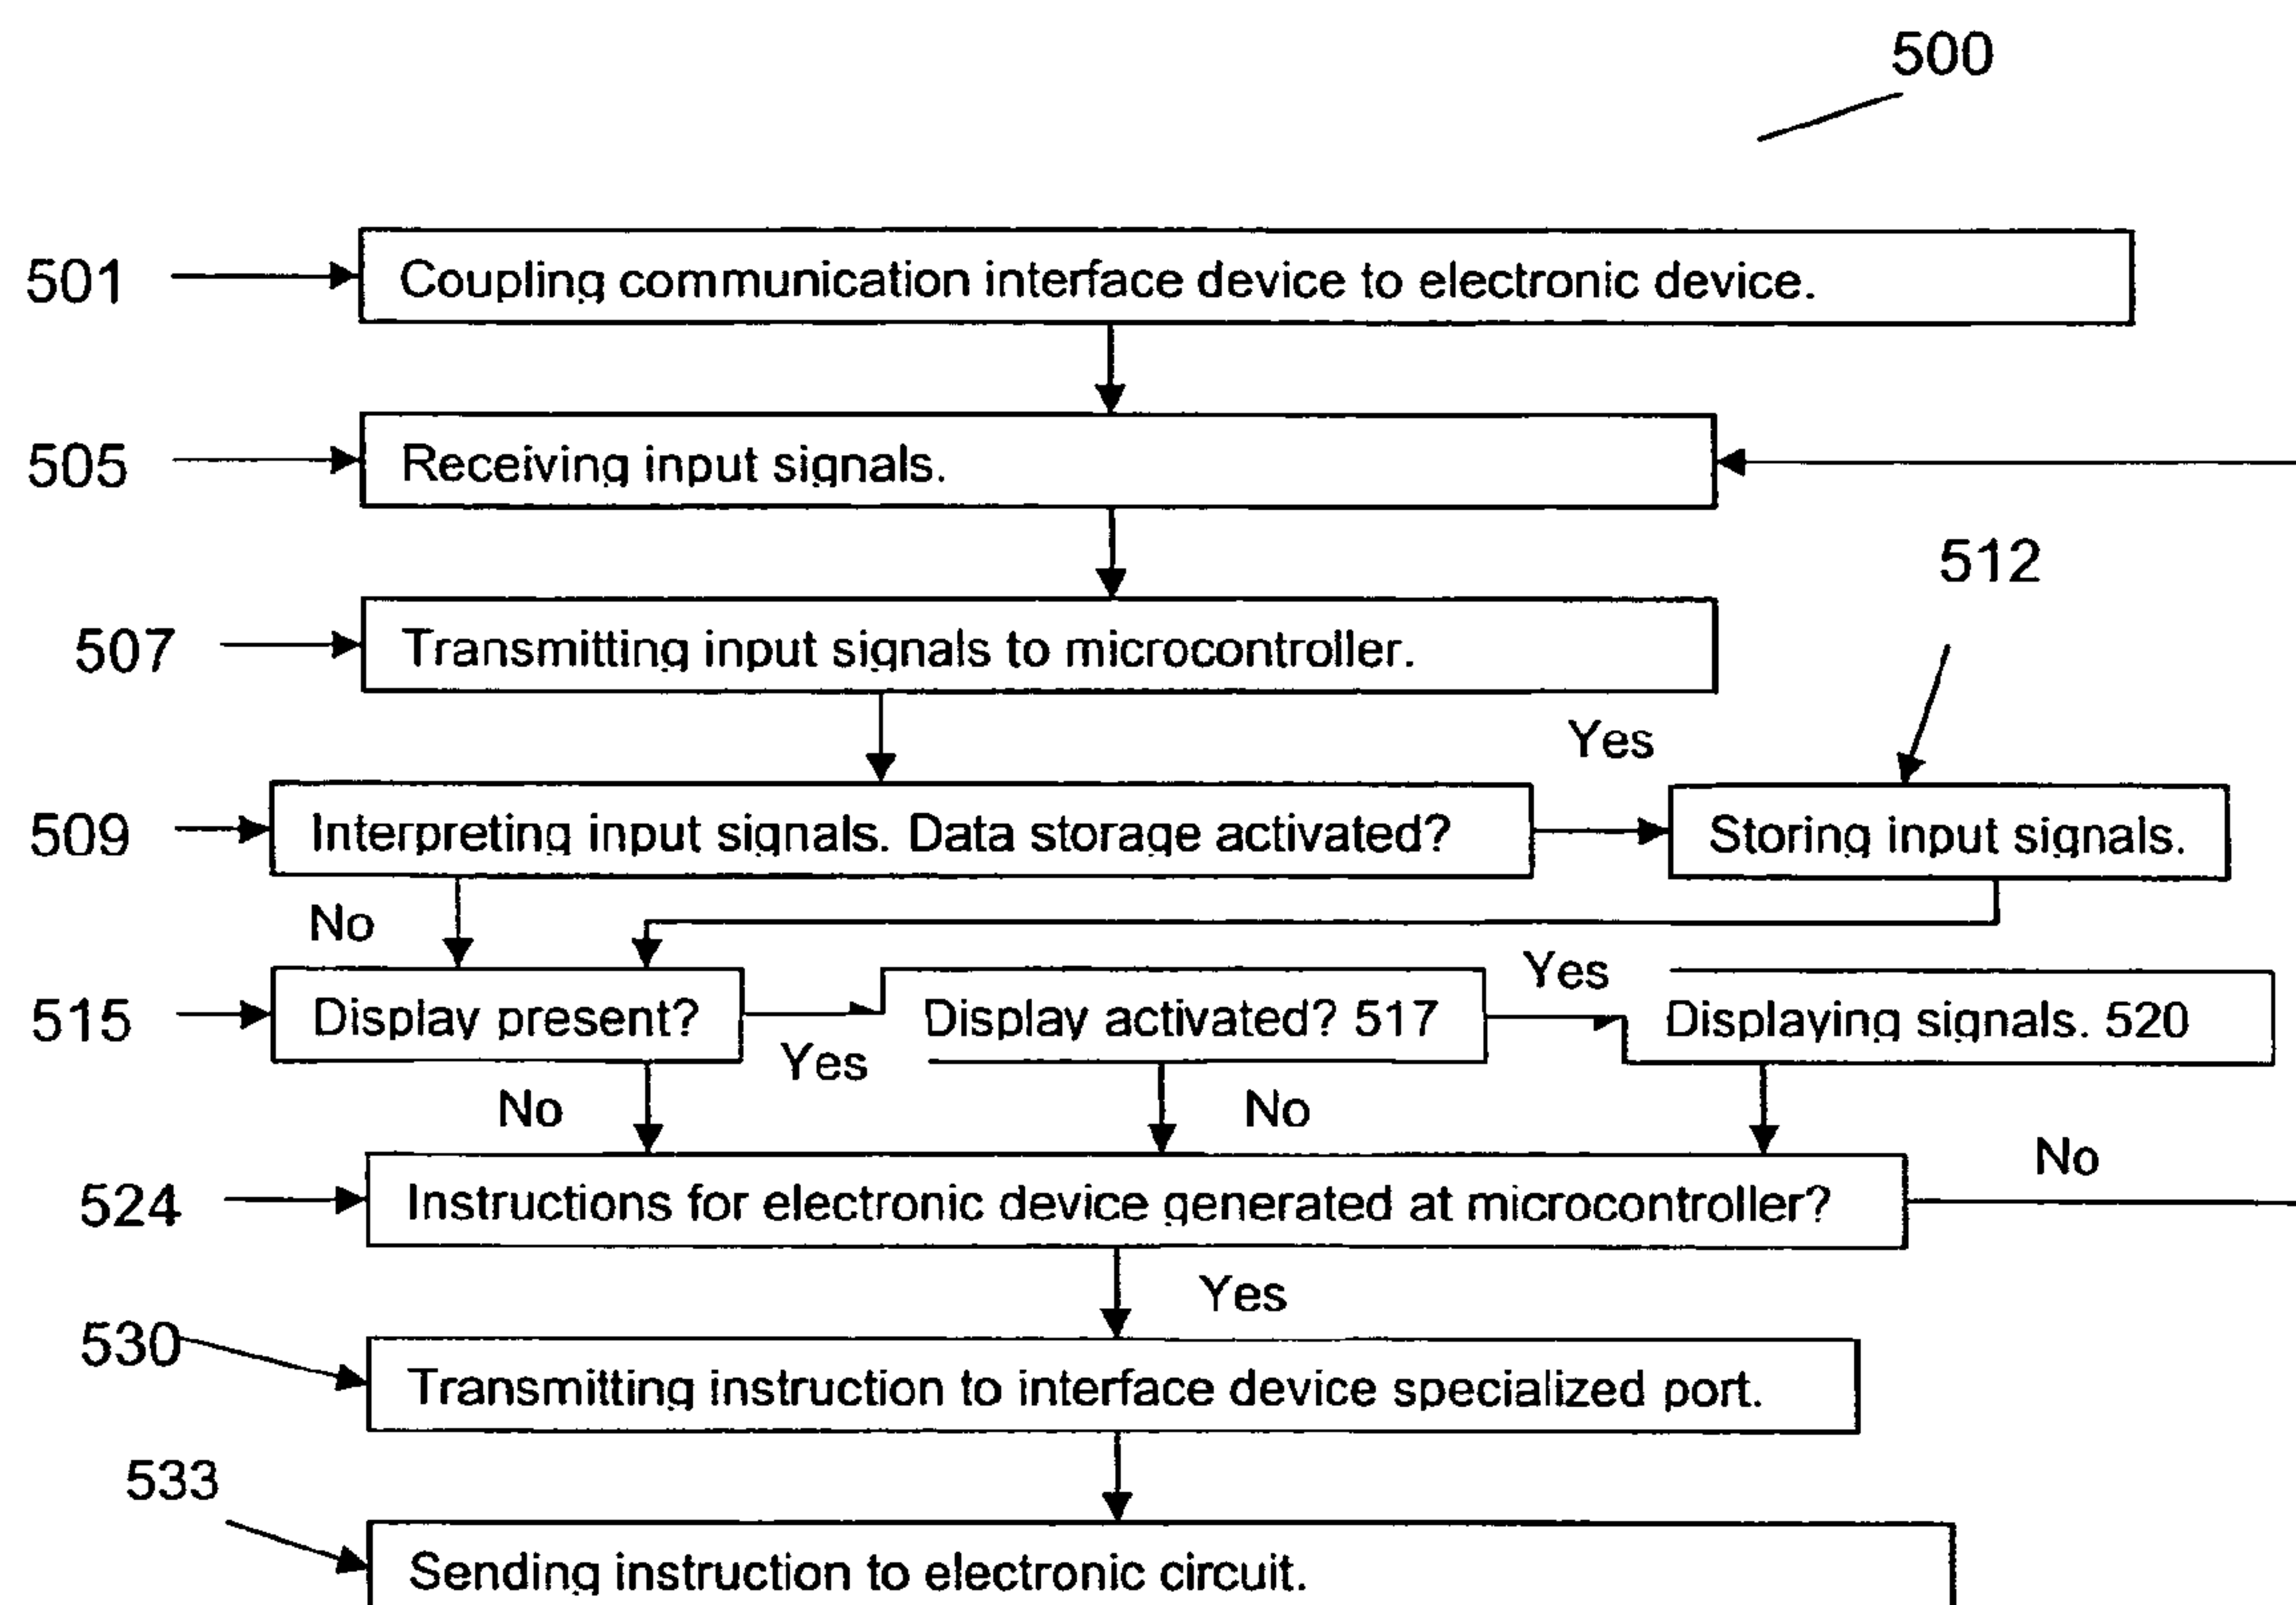 500
501
Coupling communication interface device to electronic device.
505
Receiving input signals.
512
507
Transmitting input signals to microcontroller.
Yes
509
Interpreting input signals. Data storage activated?
Storing input signals.
No
Yes
515
Display present?
Display activated? 517
Displaying signals. 520
Yes
No
No
No
524
Instructions for electronic device generated at microcontroller?
Yes
530
Transmitting instruction to interface device specialized port.
533
Sending instruction to electronic circuit.